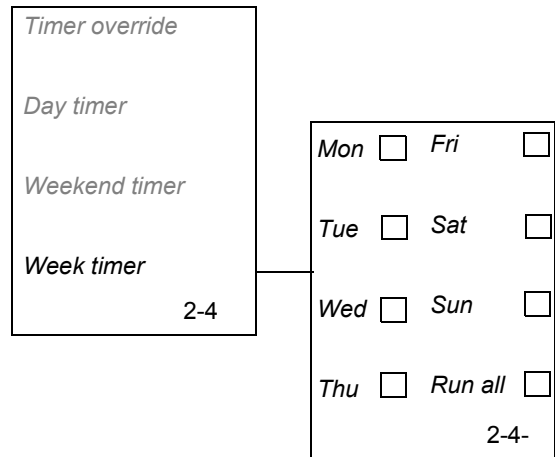 Timer override
Day timer
Weekend timer
Week timer
2-4
Mon Fri
Tue Sat
Wed Sun
Thu Run all
2-4-